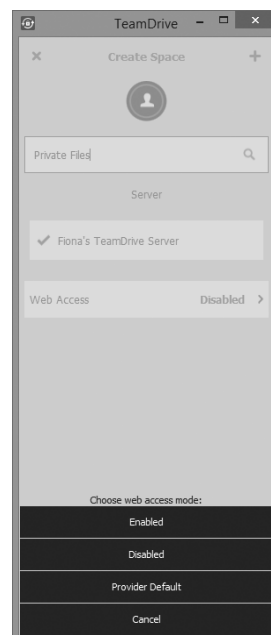 TeamDrive
Create Space
Private Files
Server
Fiona's TeamDrive Server
Web Access Disabled
Choose web access mode:
Enabled
Disabled
Provider Default
Cancel